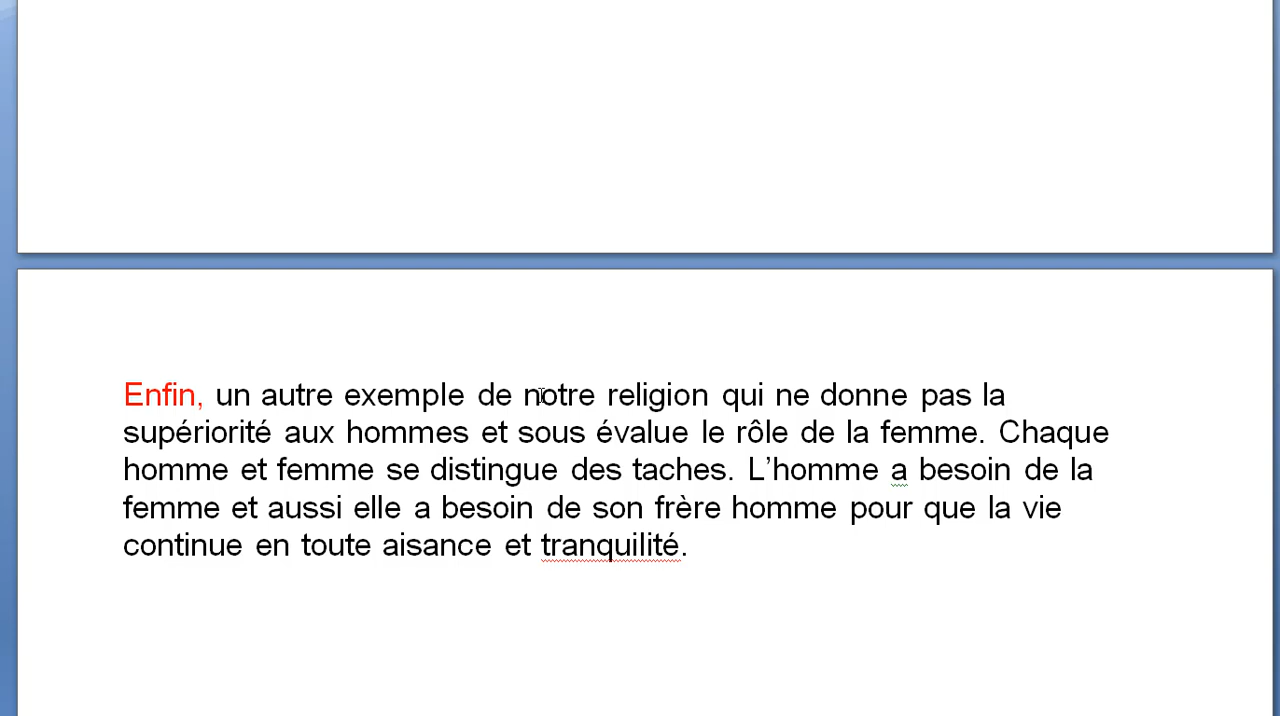 Enfin, un autre exemple de notre religion qui ne donne pas la
supériorité aux hommes et sous évalue le rôle de la femme. Chaque
homme et femme se distingue des taches. L’homme a besoin de la
femme et aussi elle a besoin de son frère homme pour que la vie
continue en toute aisance et tranquilité.